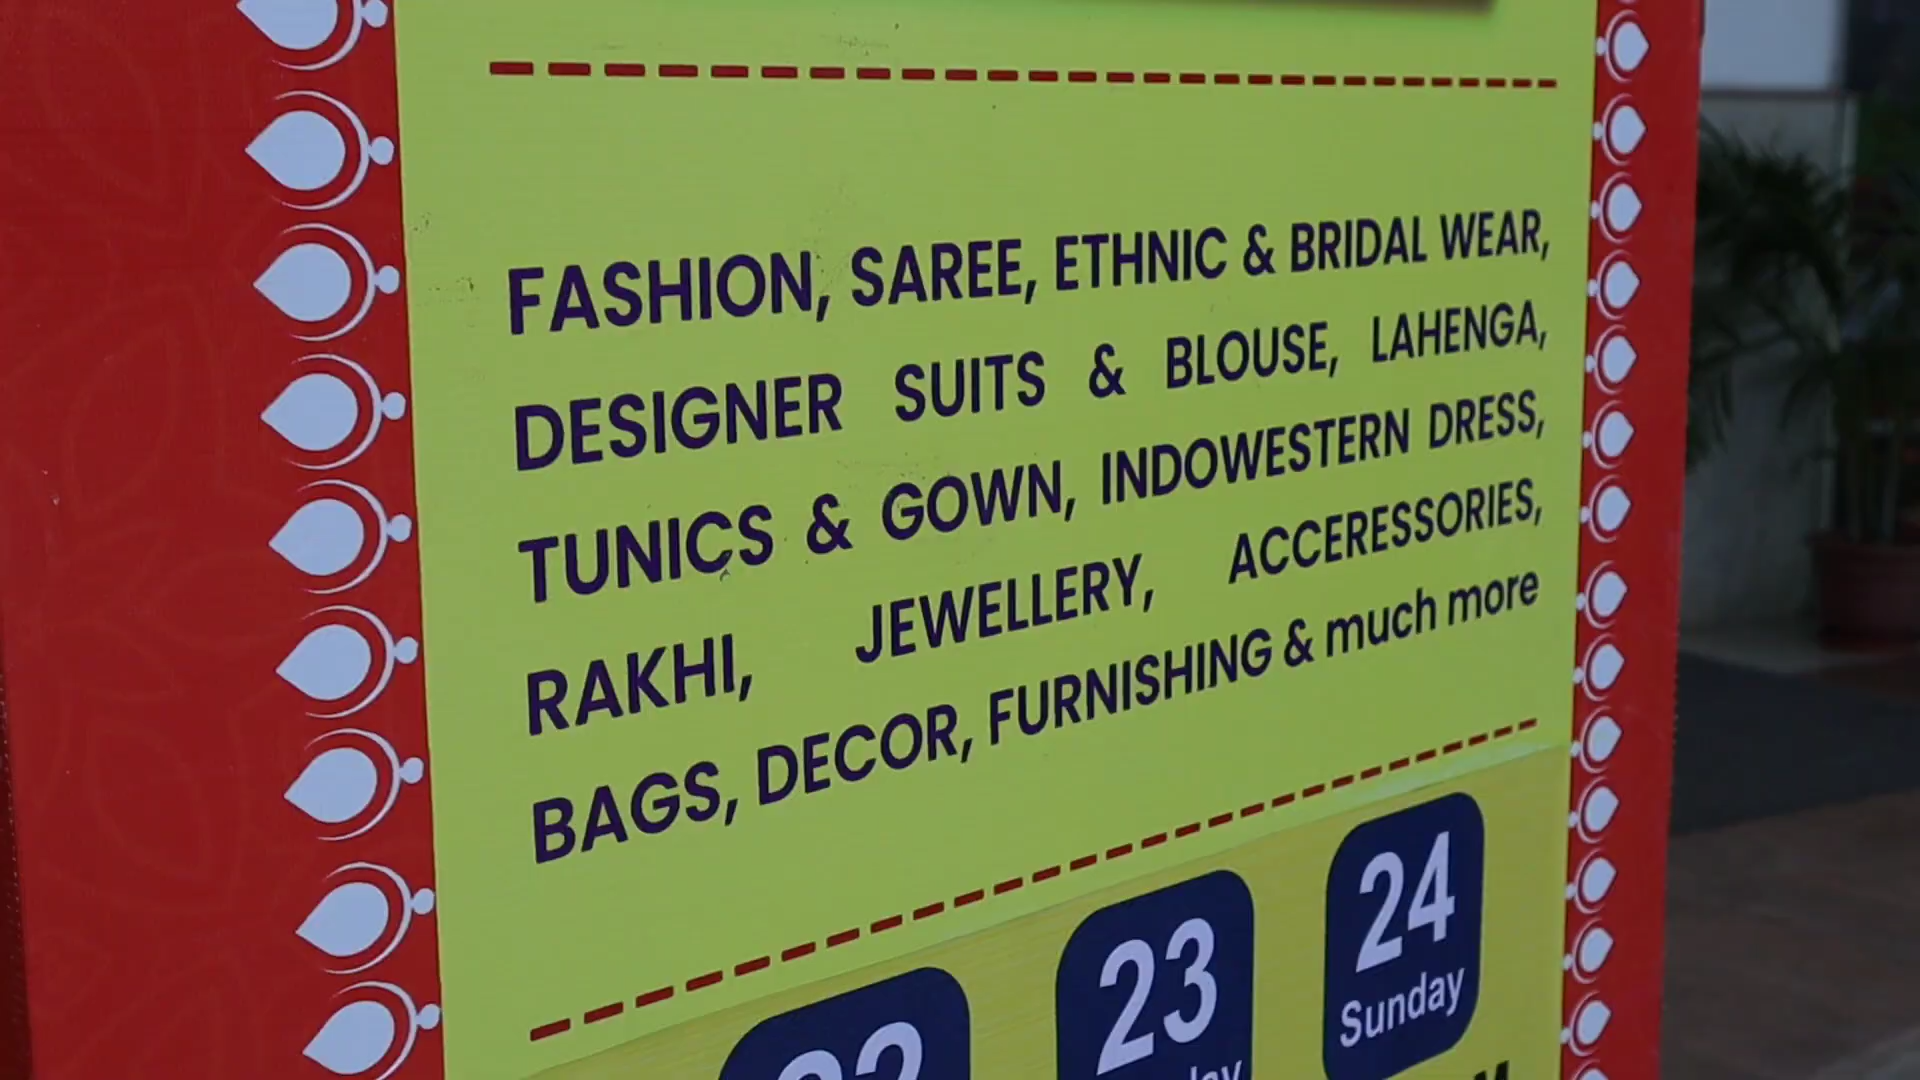 FASHION, SAREE, ETHNIC & BRIDAL WEAR,
DESIGNER SUITS & BLOUSE, LAHENGA,
TUNICS & GOWN, INDOWESTERN DRESS,
RAKHI, JEWELLERY, ACCERESSORIES,
BAGS, DECOR, FURNISHING & much more
23
24
Sunday